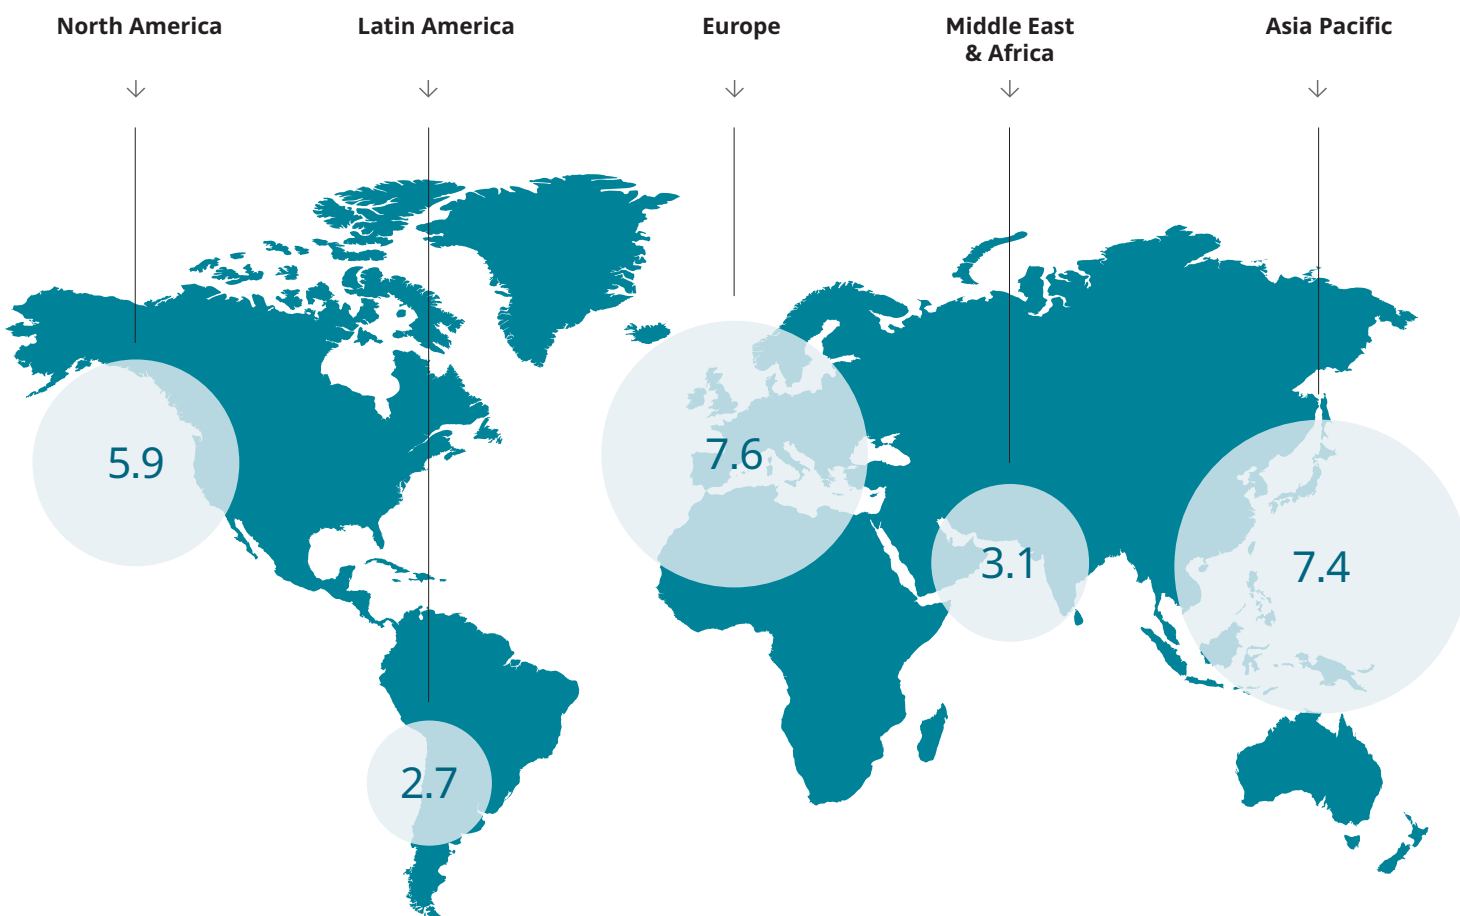 North America
Latin America
Europe
Middle East
& Africa
Asia Pacific
5.9
2.7
7.6
3.1
7.4